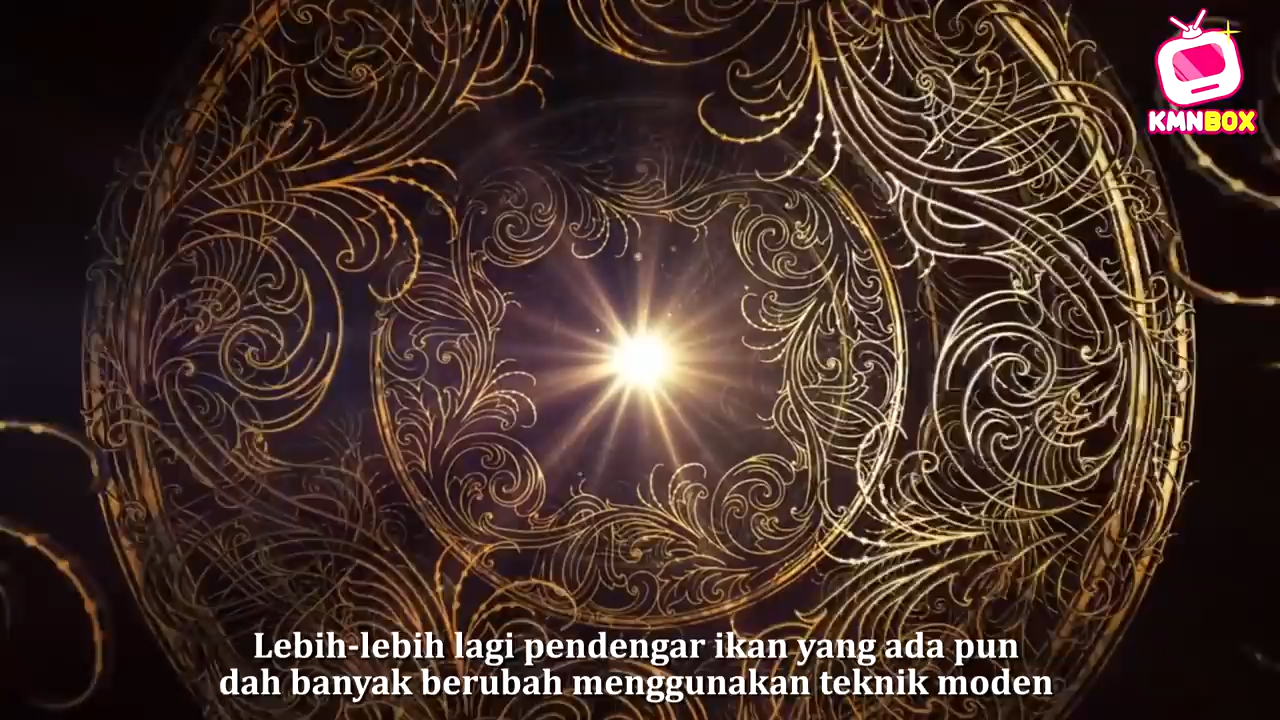 KMNBOX
Lebih-lebih lagi pendengar ikan yang ada pun
dah banyak berubah menggunakan teknik moden